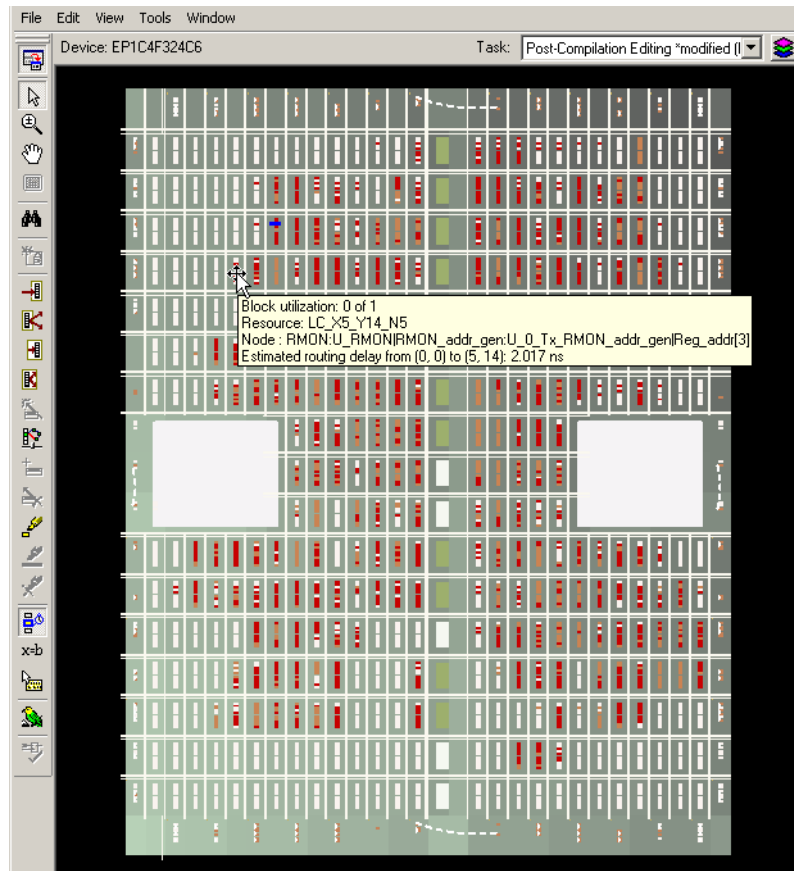 File Edit View Tools Window
Device: EP1C4F324C6 Task: Post-Compilation Editing *modified (I
Block utilization: 0 of 1
Resource: LC_X5_Y14_N5
Node : RMON:U_RMON|RMON_addr_gen:U_0_Tx_RMON_addr_gen|Reg_addr[3]
Estimated routing delay from (0, 0) to (5, 14): 2.017 ns
x=b